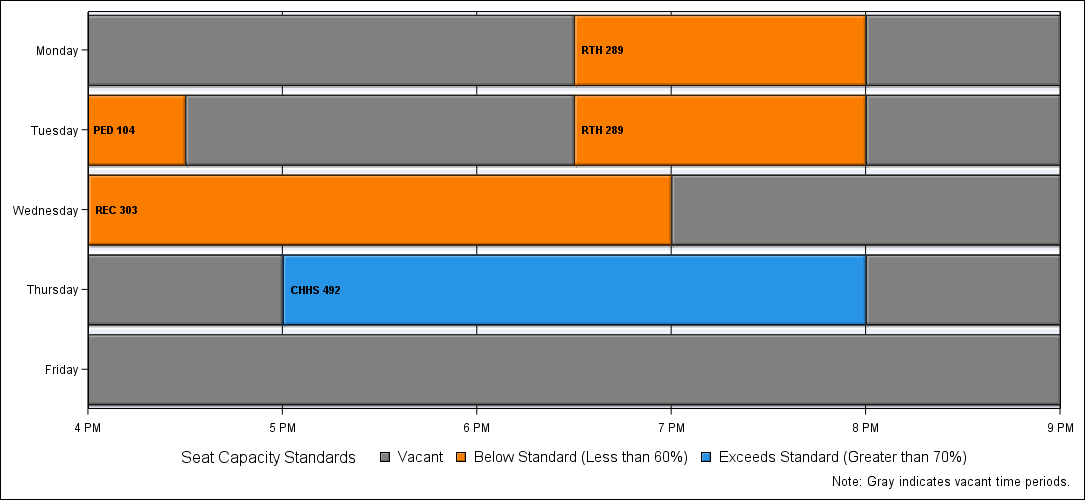 Monday
RTH 289
Tuesday
PED 104
RTH 289
Wednesday
REC 303
Thursday
CHHS 492
Friday
4 PM 5 PM 6 PM 7 PM 8 PM 9 PM
Seat Capacity Standards Vacant Below Standard (Less than 60%) Exceeds Standard (Greater than 70%)
Note: Gray indicates vacant time periods.